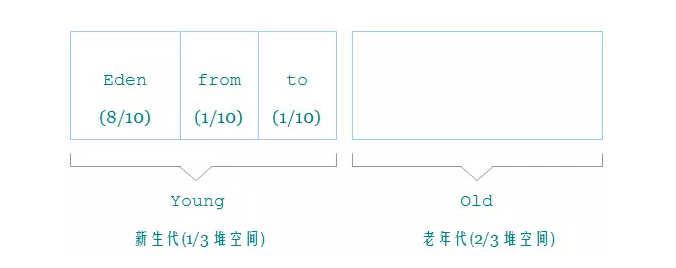 Eden from to
(8/10) (1/10) (1/10)
Young Old
新生代(1/3 堆空间) 老年代(2/3 堆空间)